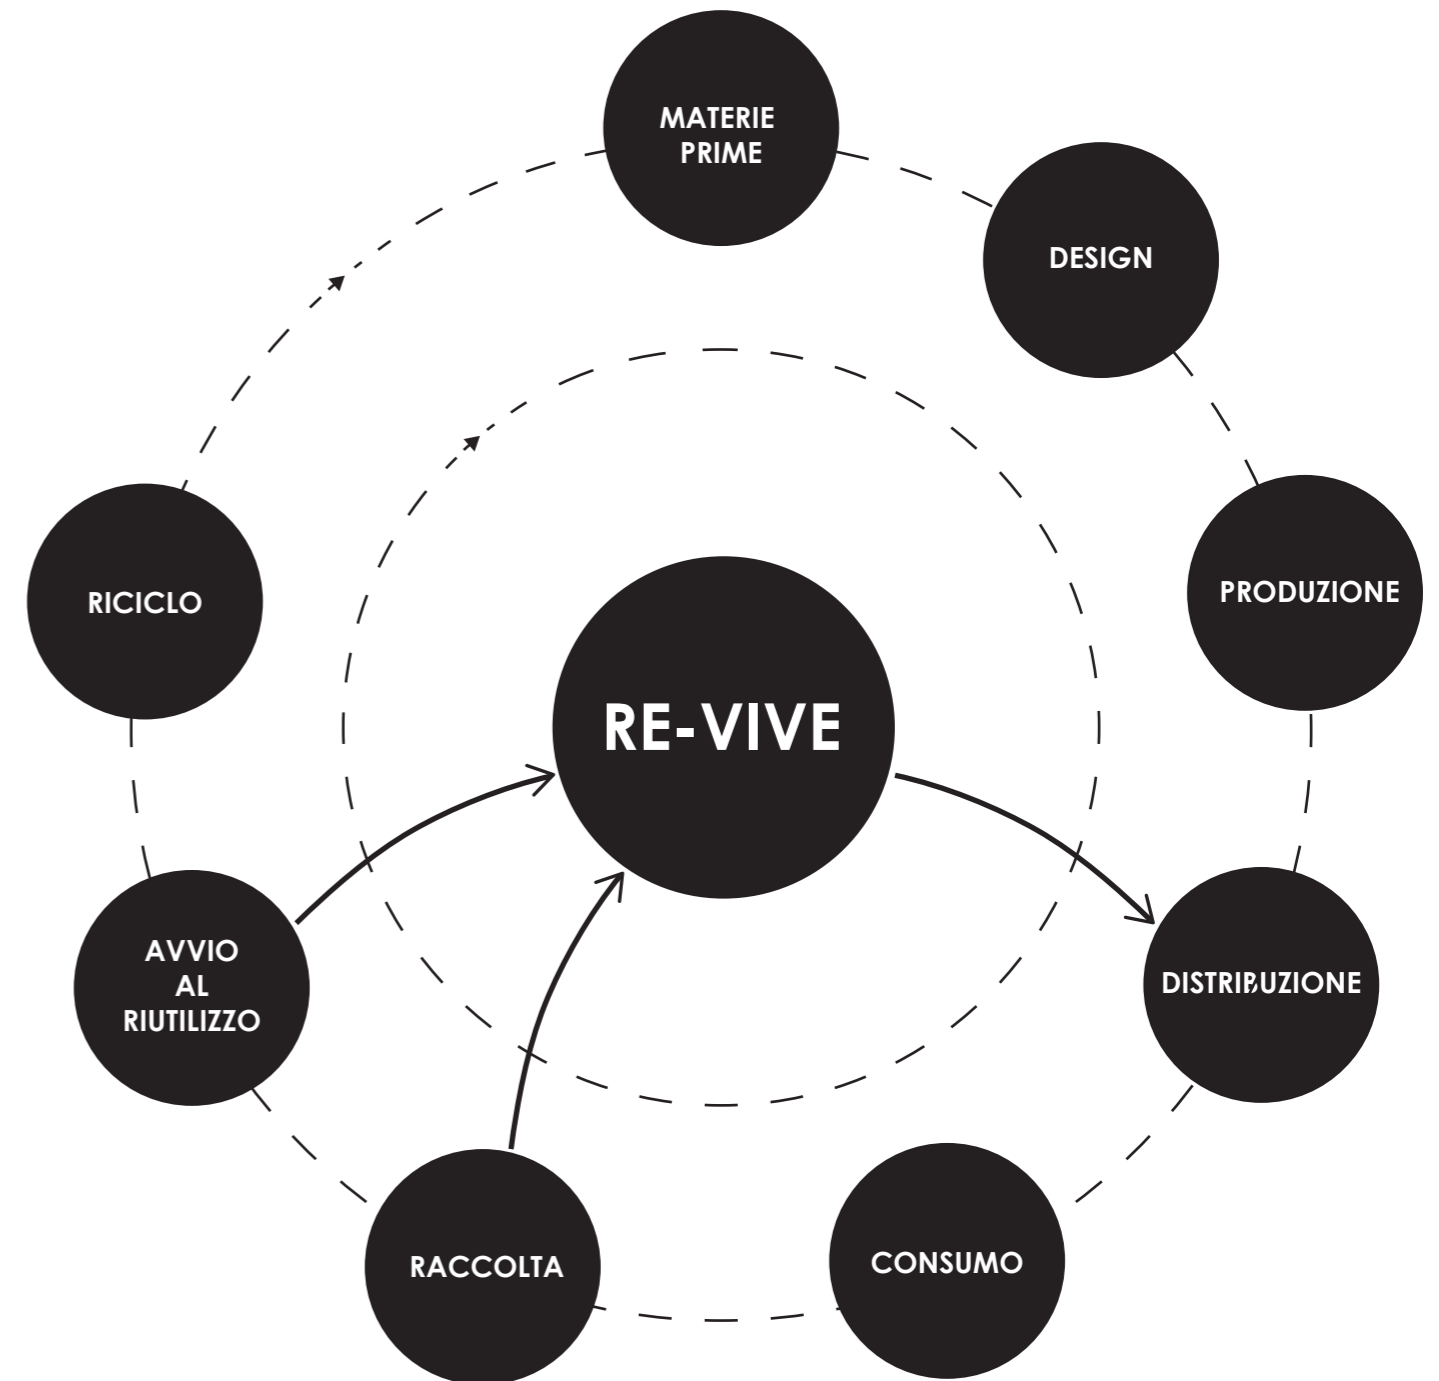 MATERIE
PRIME
DESIGN
PRODUZIONE
DISTRIBUZIONE
CONSUMO
RACCOLTA
AVVIO
AL
RIUTILIZZO
RICICLO
RE-VIVE